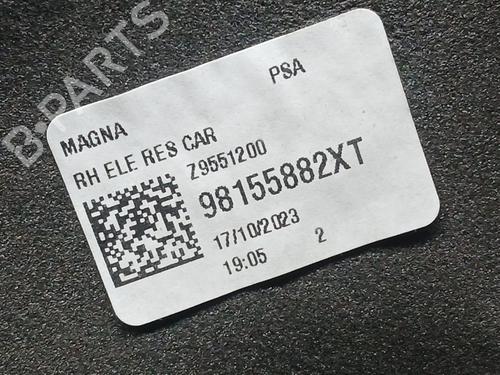 B-PARTS
MAGNA PSA
RH ELE RES CAR
Z9551200
98155882XT
17/10/2023
19:05 2